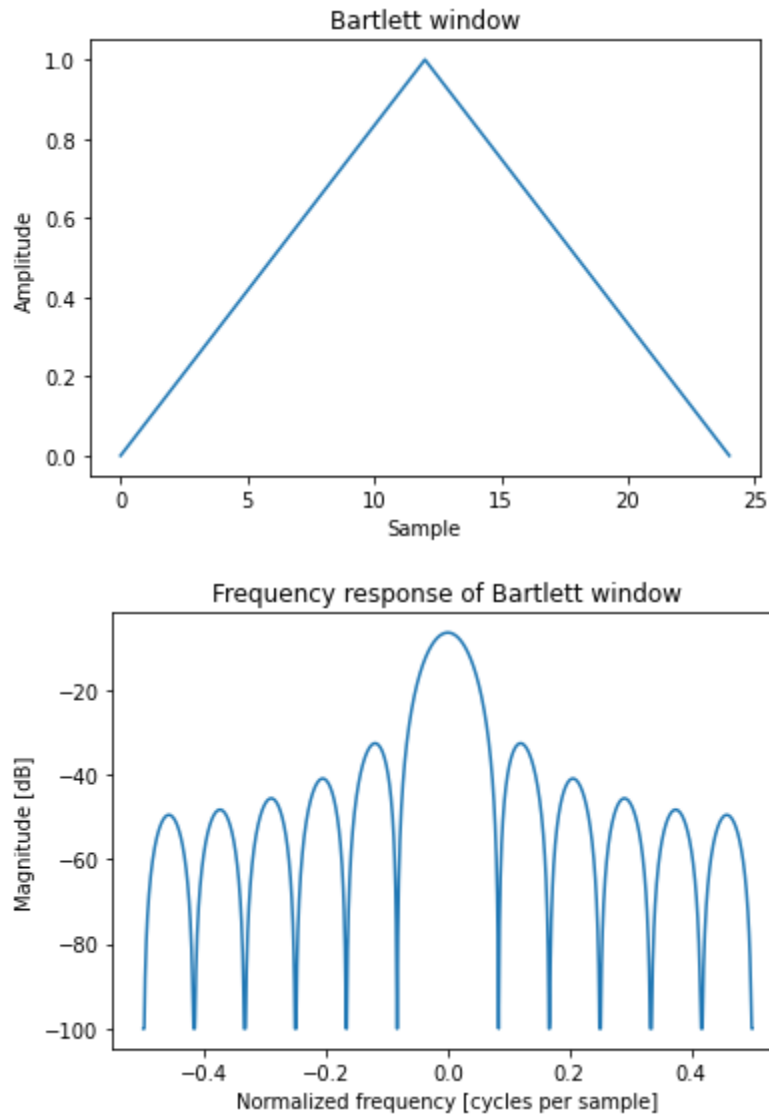 Bartlett window
1.0
0.8
0.6
0.4
0.2
0.0
Amplitude
0 5 10 15 20 25
Sample
Frequency response of Bartlett window
−20
−40
−60
−80
−100
Magnitude [dB]
−0.4 −0.2 0.0 0.2 0.4
Normalized frequency [cycles per sample]